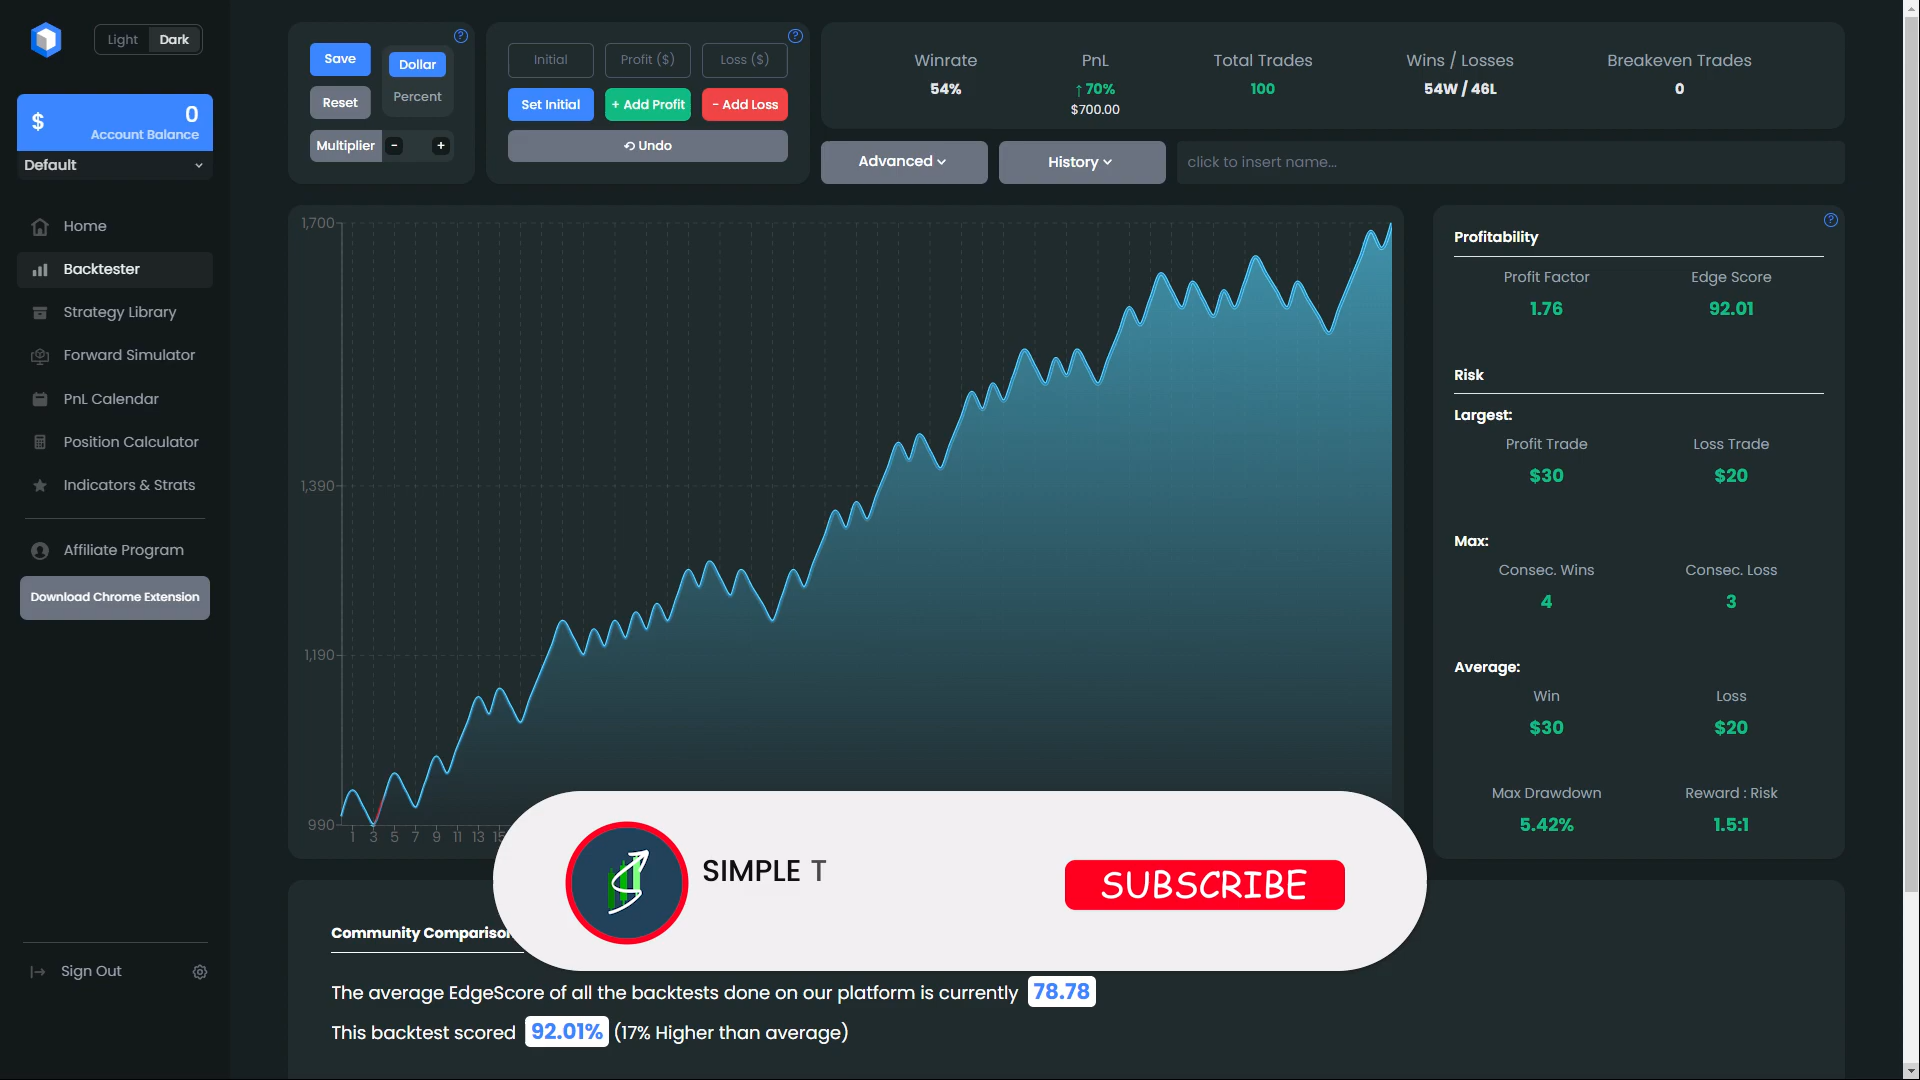 Light Dark
$ 0
Account Balance
Default
Home
Backtester
Strategy Library
Forward Simulator
PnL Calendar
Position Calculator
Indicators & Strats
Affiliate Program
Download Chrome Extension
Sign Out
Save
Reset
Dollar
Percent
Multiplier - +
Initial Profit ($) Loss ($)
Set Initial + Add Profit - Add Loss
Undo
Winrate PnL Total Trades Wins / Losses Breakeven Trades
54% ↑70% 100 54W / 46L 0
$700.00
Advanced History click to insert name...
1,700
1,390
1,190
990
1 3 5 7 9 11 13
Profitability
Profit Factor Edge Score
1.76 92.01
Risk
Largest:
Profit Trade Loss Trade
$30 $20
Max:
Consec. Wins Consec. Loss
4 3
Average:
Win Loss
$30 $20
Max Drawdown Reward : Risk
5.42% 1.5:1
SIMPLE T
SUBSCRIBE
Community Comparison
The average EdgeScore of all the backtests done on our platform is currently 78.78
This backtest scored 92.01% (17% Higher than average)